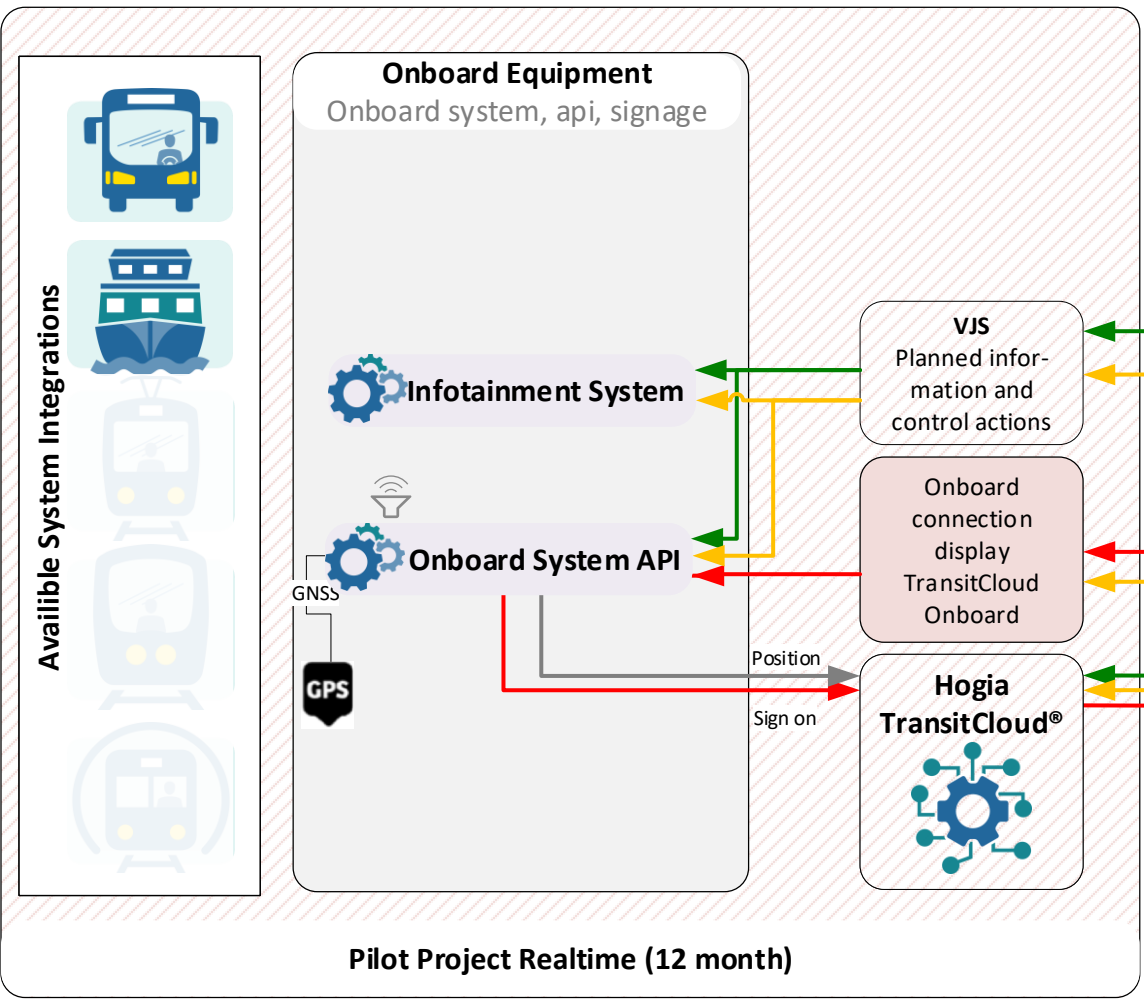 Availible System Integrations
Onboard Equipment
Onboard system, api, signage
Infotainment System
Onboard System API
GNSS
GPS
VJS
Planned infor-
mation and
control actions
Onboard
connection
display
TransitCloud
Onboard
Position
Sign on
Hogia
TransitCloud®
Pilot Project Realtime (12 month)